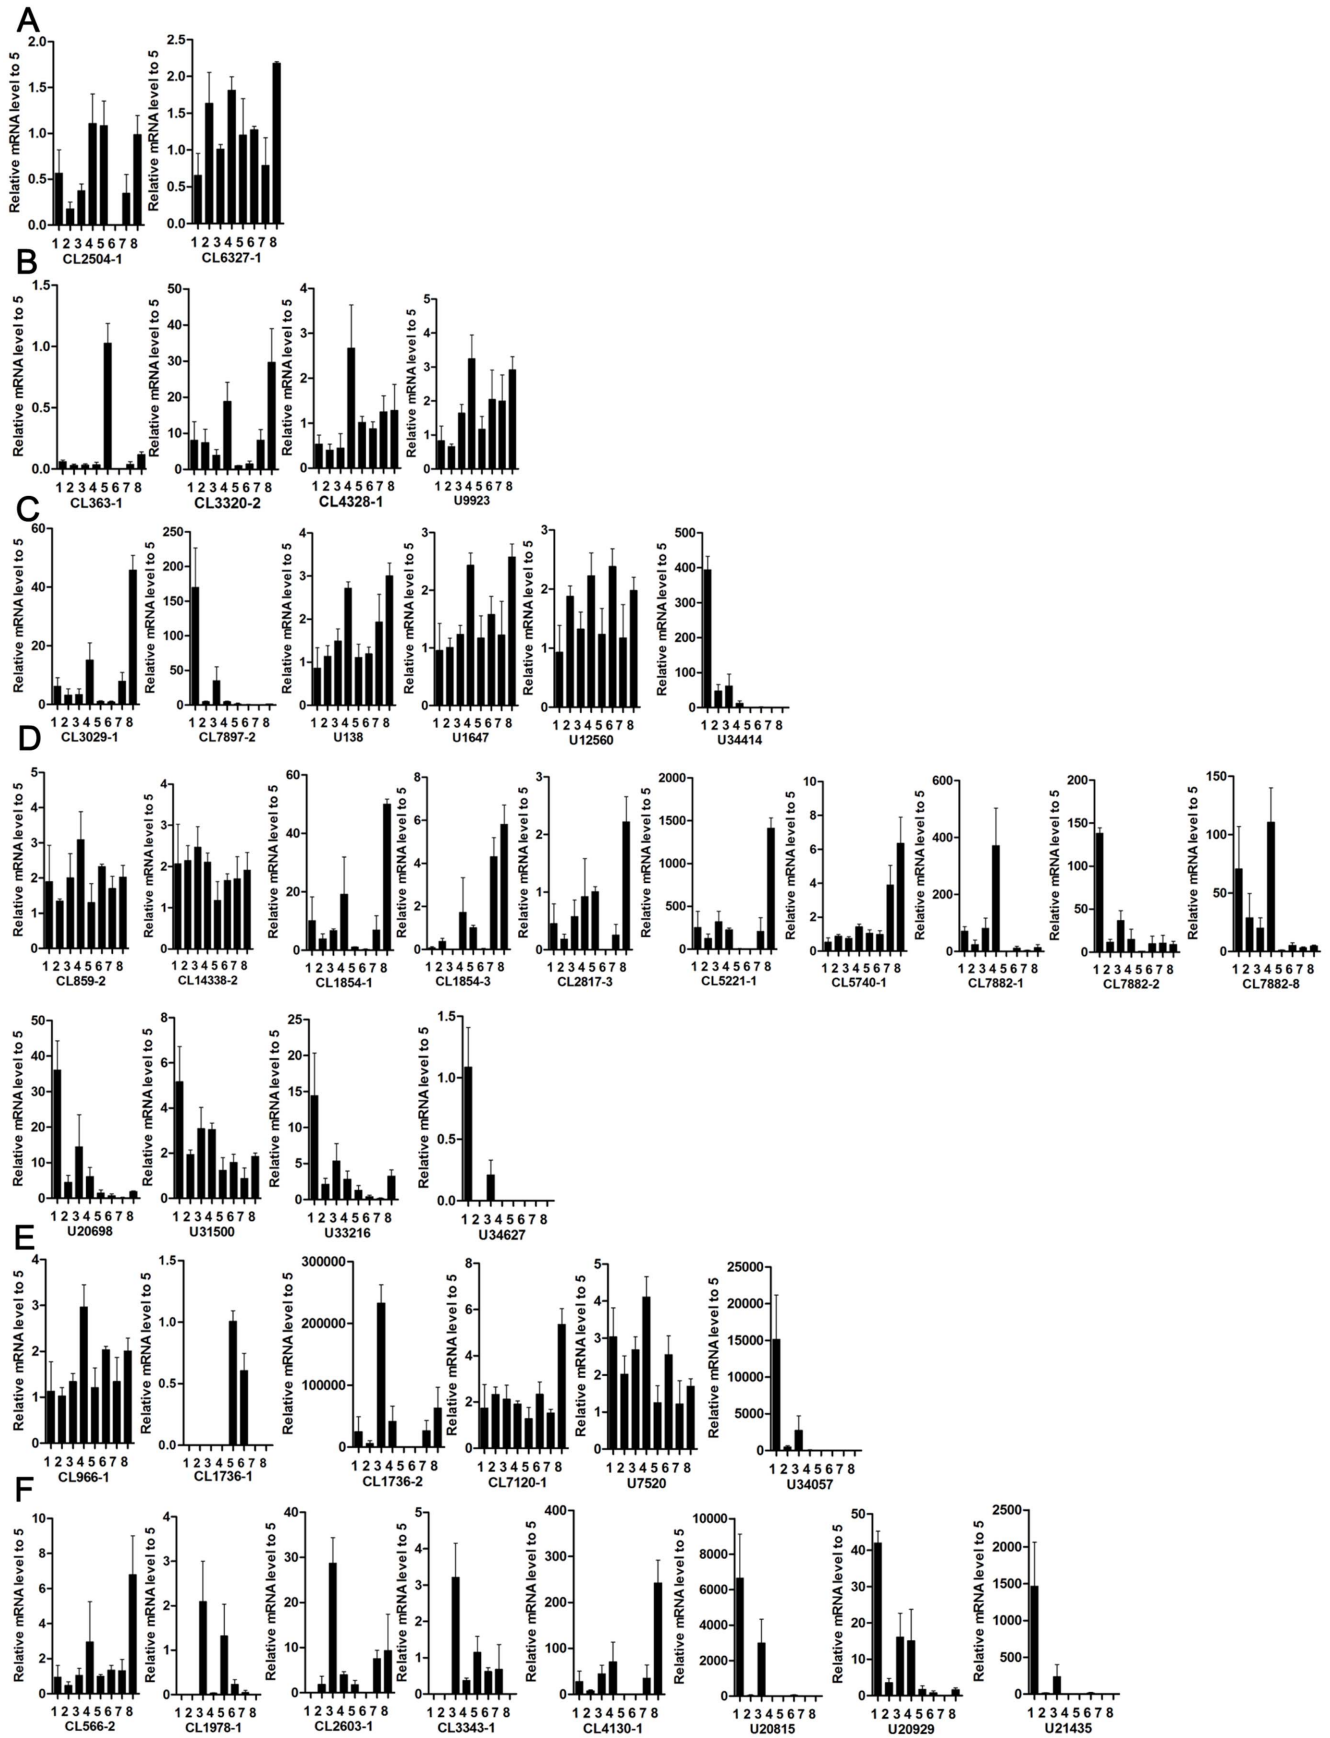 A
Relative mRNA level to 5
2.0
1.5
1.0
0.5
0.0
1 2 3 4 5 6 7 8
CL2504-1
Relative mRNA level to 5
2.5
2.0
1.5
1.0
0.5
0.0
1 2 3 4 5 6 7 8
CL6327-1
B
Relative mRNA level to 5
1.5
1.0
0.5
0.0
1 2 3 4 5 6 7 8
CL363-1
Relative mRNA level to 5
50
40
30
20
10
0
1 2 3 4 5 6 7 8
CL3320-2
Relative mRNA level to 5
4
3
2
1
0
1 2 3 4 5 6 7 8
CL4328-1
Relative mRNA level to 5
5
4
3
2
1
0
1 2 3 4 5 6 7 8
U9923
C
Relative mRNA level to 5
60
40
20
0
1 2 3 4 5 6 7 8
CL3029-1
Relative mRNA level to 5
250
200
150
100
50
0
1 2 3 4 5 6 7 8
CL7897-2
Relative mRNA level to 5
4
3
2
1
0
1 2 3 4 5 6 7 8
U138
Relative mRNA level to 5
3
2
1
0
1 2 3 4 5 6 7 8
U1647
Relative mRNA level to 5
3
2
1
0
1 2 3 4 5 6 7 8
U12560
Relative mRNA level to 5
500
400
300
200
100
0
1 2 3 4 5 6 7 8
U34414
D
Relative mRNA level to 5
5
4
3
2
1
0
1 2 3 4 5 6 7 8
CL859-2
Relative mRNA level to 5
4
3
2
1
0
1 2 3 4 5 6 7 8
CL14338-2
Relative mRNA level to 5
60
40
20
0
1 2 3 4 5 6 7 8
CL1854-1
Relative mRNA level to 5
8
6
4
2
0
1 2 3 4 5 6 7 8
CL1854-3
Relative mRNA level to 5
3
2
1
0
1 2 3 4 5 6 7 8
CL2817-3
Relative mRNA level to 5
2000
1500
1000
500
0
1 2 3 4 5 6 7 8
CL5221-1
Relative mRNA level to 5
10
8
6
4
2
0
1 2 3 4 5 6 7 8
CL5740-1
Relative mRNA level to 5
600
400
200
0
1 2 3 4 5 6 7 8
CL7882-1
Relative mRNA level to 5
200
150
100
50
0
1 2 3 4 5 6 7 8
CL7882-2
Relative mRNA level to 5
150
100
50
0
1 2 3 4 5 6 7 8
CL7882-8
Relative mRNA level to 5
50
40
30
20
10
0
1 2 3 4 5 6 7 8
U20698
Relative mRNA level to 5
8
6
4
2
0
1 2 3 4 5 6 7 8
U31500
Relative mRNA level to 5
25
20
15
10
5
0
1 2 3 4 5 6 7 8
U33216
Relative mRNA level to 5
1.5
1.0
0.5
0.0
1 2 3 4 5 6 7 8
U34627
E
Relative mRNA level to 5
4
3
2
1
0
1 2 3 4 5 6 7 8
CL966-1
Relative mRNA level to 5
1.5
1.0
0.5
0.0
1 2 3 4 5 6 7 8
CL1736-1
Relative mRNA level to 5
300000
200000
100000
0
1 2 3 4 5 6 7 8
CL1736-2
Relative mRNA level to 5
8
6
4
2
0
1 2 3 4 5 6 7 8
CL7120-1
Relative mRNA level to 5
5
4
3
2
1
0
1 2 3 4 5 6 7 8
U7520
Relative mRNA level to 5
25000
20000
15000
10000
5000
0
1 2 3 4 5 6 7 8
U34057
F
Relative mRNA level to 5
10
8
6
4
2
0
1 2 3 4 5 6 7 8
CL566-2
Relative mRNA level to 5
4
3
2
1
0
1 2 3 4 5 6 7 8
CL1978-1
Relative mRNA level to 5
40
30
20
10
0
1 2 3 4 5 6 7 8
CL2603-1
Relative mRNA level to 5
5
4
3
2
1
0
1 2 3 4 5 6 7 8
CL3343-1
Relative mRNA level to 5
400
300
200
100
0
1 2 3 4 5 6 7 8
CL4130-1
Relative mRNA level to 5
10000
8000
6000
4000
2000
0
1 2 3 4 5 6 7 8
U20815
Relative mRNA level to 5
50
40
30
20
10
0
1 2 3 4 5 6 7 8
U20929
Relative mRNA level to 5
2500
2000
1500
1000
500
0
1 2 3 4 5 6 7 8
U21435